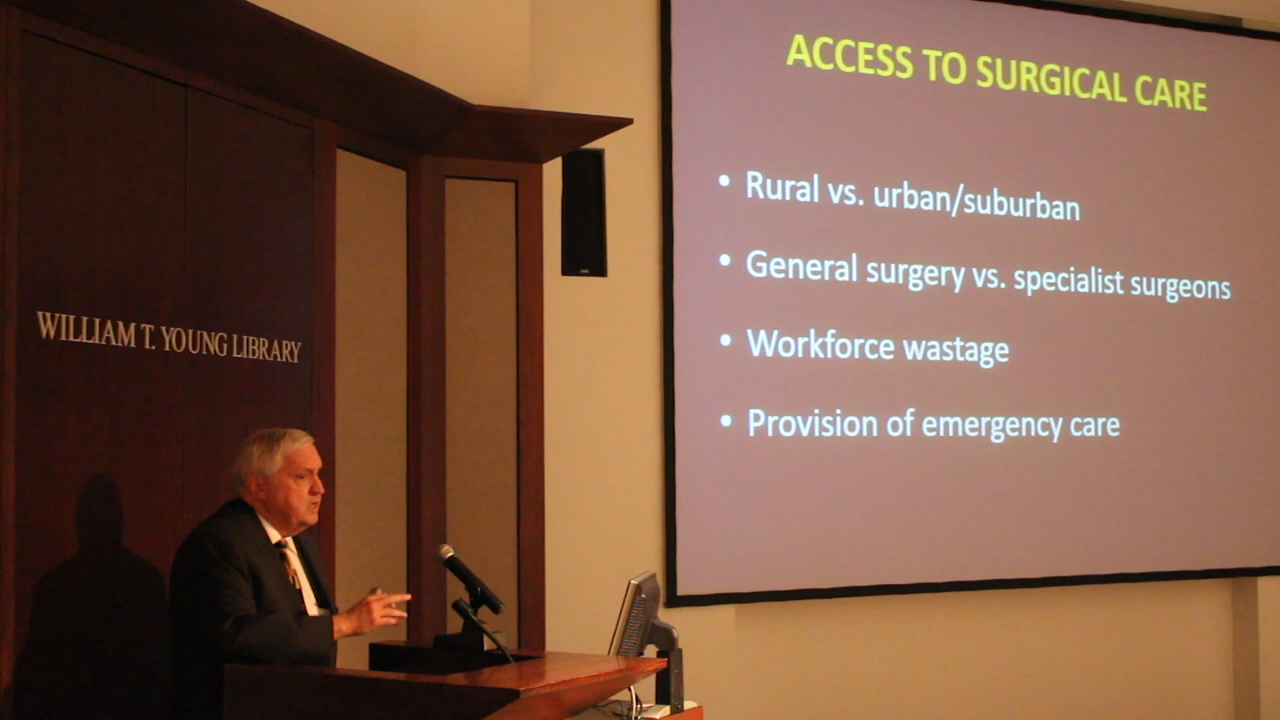 WILLIAM T. YOUNG LIBRARY
ACCESS TO SURGICAL CARE
• Rural vs. urban/suburban
• General surgery vs. specialist surgeons
• Workforce wastage
• Provision of emergency care